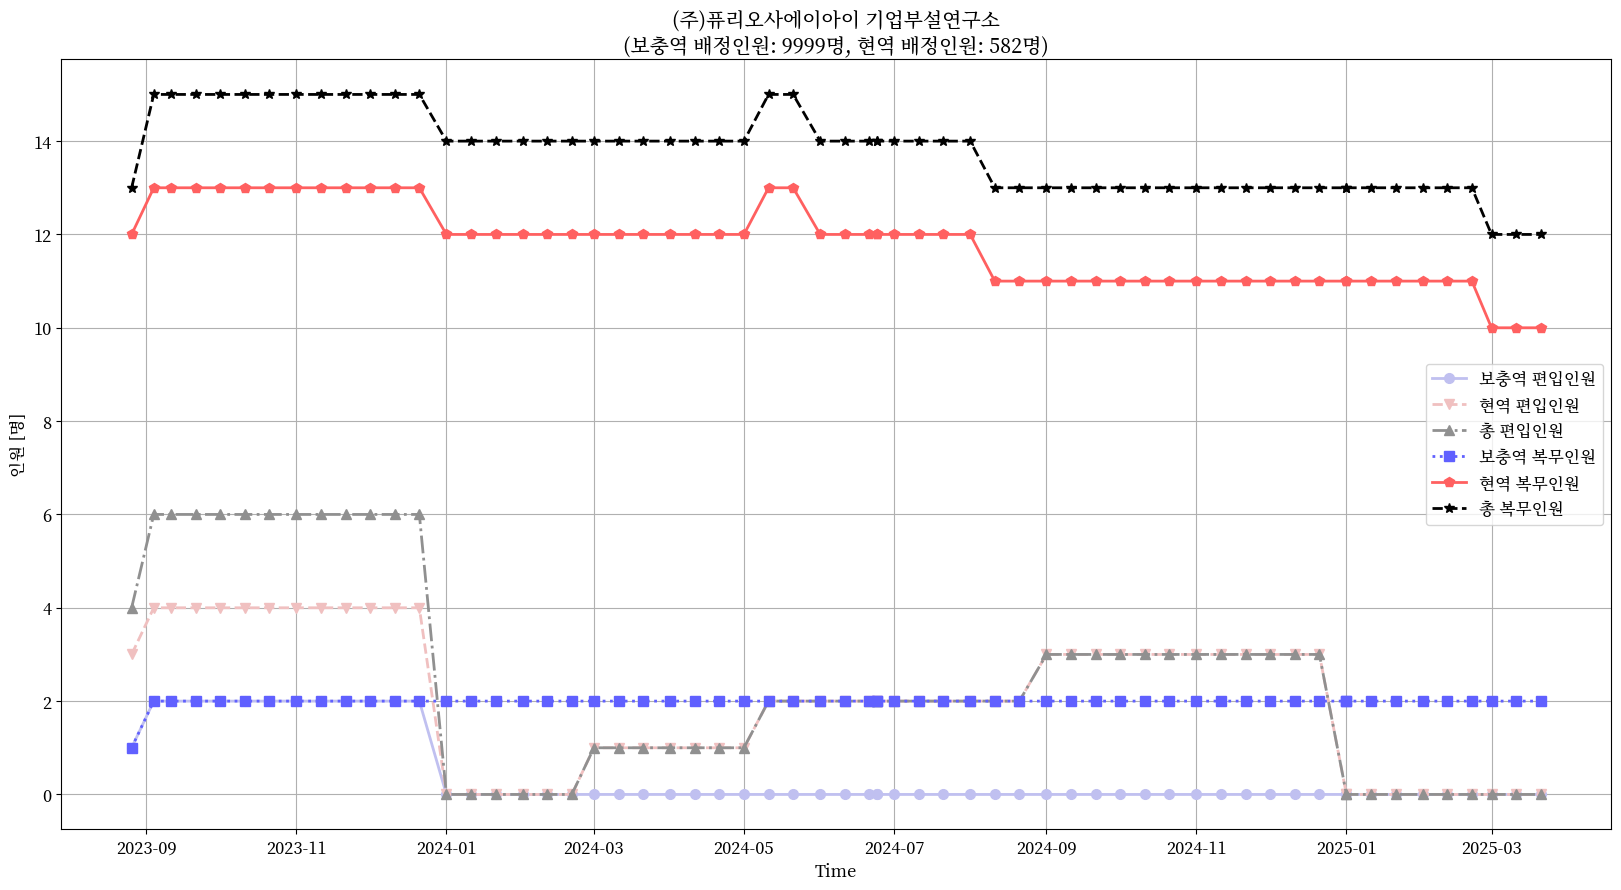 (주)퓨리오사에이아이 기업부설연구소
(보충역 배정인원: 9999명, 현역 배정인원: 582명)
인원 [명]
14
12
10
8
6
4
2
0
보충역 편입인원
현역 편입인원
총 편입인원
보충역 복무인원
현역 복무인원
총 복무인원
2023-09
2023-11
2024-01
2024-03
2024-05
2024-07
2024-09
2024-11
2025-01
2025-03
Time